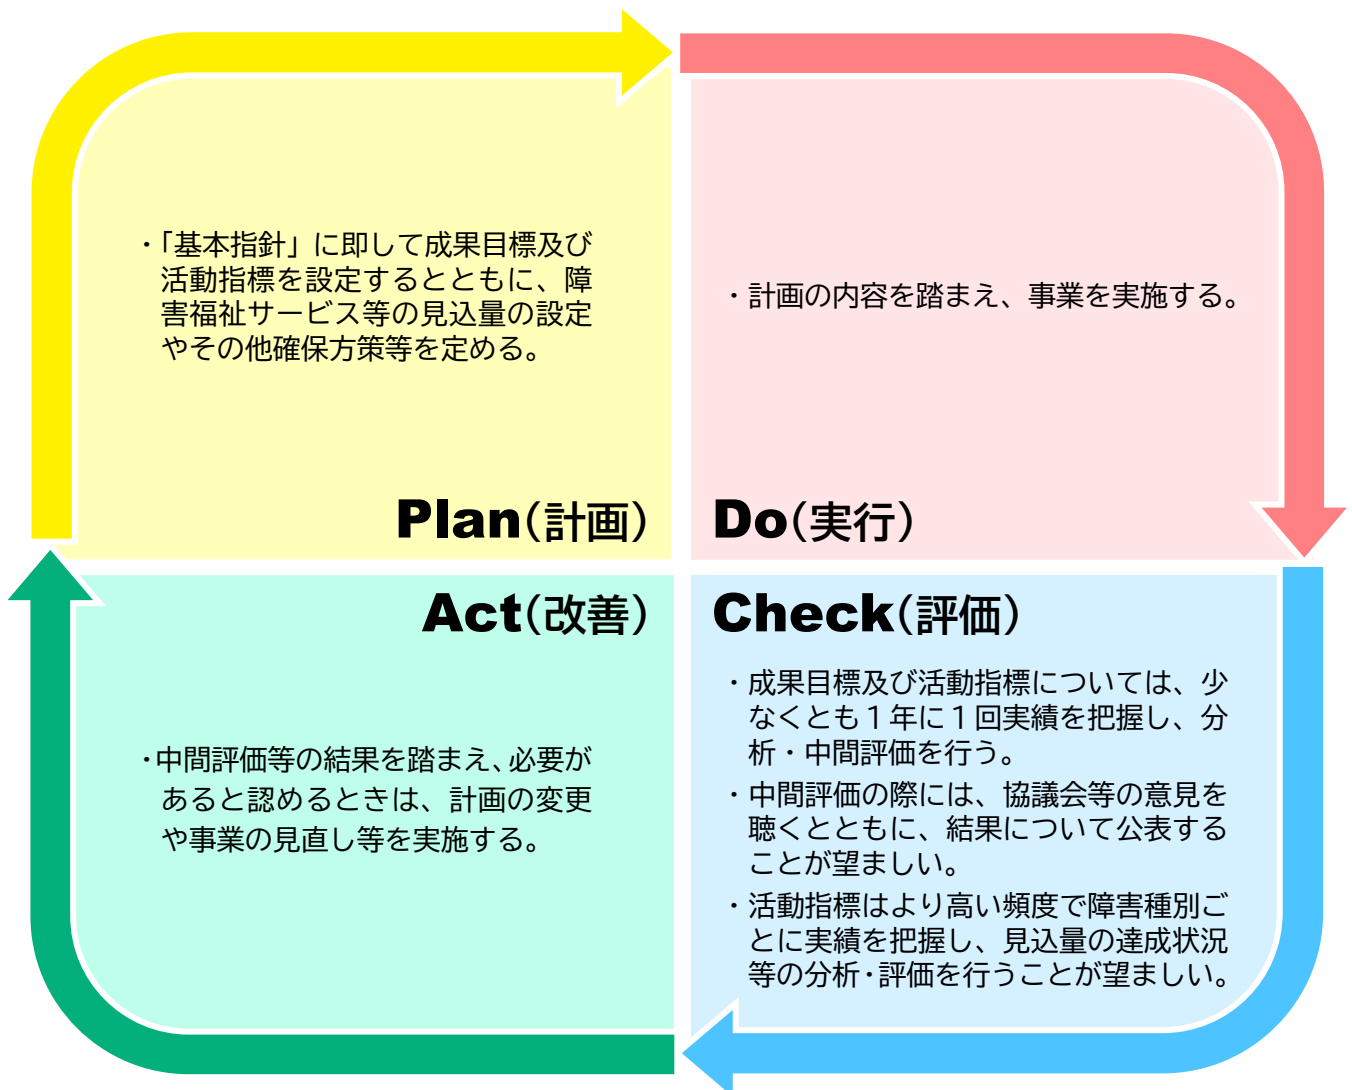 ・「基本指針」に即して成果目標及び
活動指標を設定するとともに、障
害福祉サービス等の見込量の設定
やその他確保方策等を定める。
Plan(計画)
・計画の内容を踏まえ、事業を実施する。
Do(実行)
Act(改善)
・中間評価等の結果を踏まえ、必要が
あると認めるときは、計画の変更
や事業の見直し等を実施する。
Check(評価)
・成果目標及び活動指標については、少
なくとも１年に１回実績を把握し、分
析・中間評価を行う。
・中間評価の際には、協議会等の意見を
聴くとともに、結果について公表する
ことが望ましい。
・活動指標はより高い頻度で障害種別ご
とに実績を把握し、見込量の達成状況
等の分析・評価を行うことが望ましい。